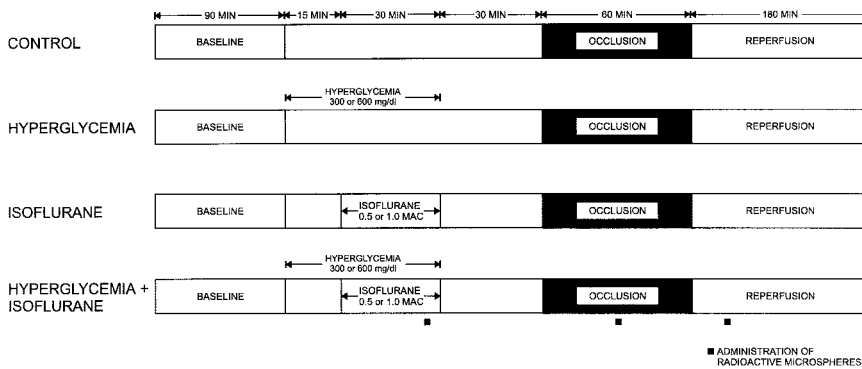 90 MIN 15 MIN 30 MIN 30 MIN 60 MIN 180 MIN
CONTROL BASELINE OCCLUSION REPERFUSION
HYPERGLYCEMIA
300 or 600 mg/dl
HYPERGLYCEMIA BASELINE OCCLUSION REPERFUSION
ISOFLURANE BASELINE ISOFLURANE
0.5 or 1.0 MAC OCCLUSION REPERFUSION
HYPERGLYCEMIA
300 or 600 mg/dl
HYPERGLYCEMIA +
ISOFLURANE BASELINE ISOFLURANE
0.5 or 1.0 MAC OCCLUSION REPERFUSION
ADMINISTRATION OF
RADIOACTIVE MICROSPHERES